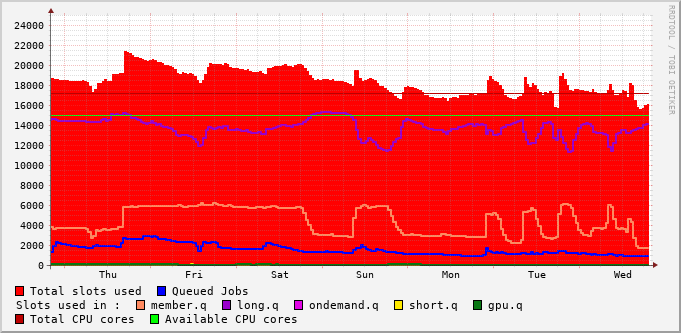 RRDTOOL / TOBI OETIKER
24000
22000
20000
18000
16000
14000
12000
10000
8000
6000
4000
2000
0
Thu Fri Sat Sun Mon Tue Wed
Total slots used Queued Jobs
Slots used in : member.q long.q ondemand.q short.q gpu.q
Total CPU cores Available CPU cores